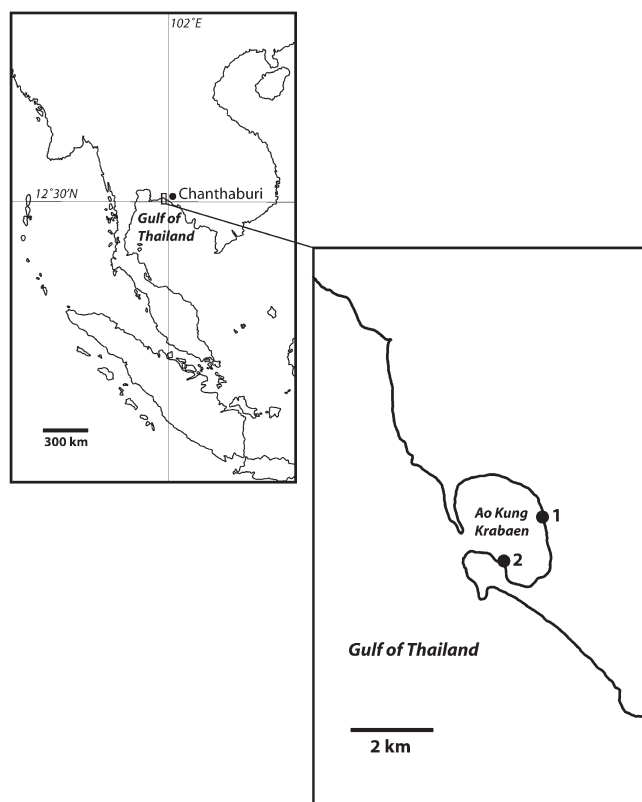 102°E
12°30'N
Chanthaburi
Gulf of
Thailand
300 km
Ao Kung
Krabaen
1
2
Gulf of Thailand
2 km